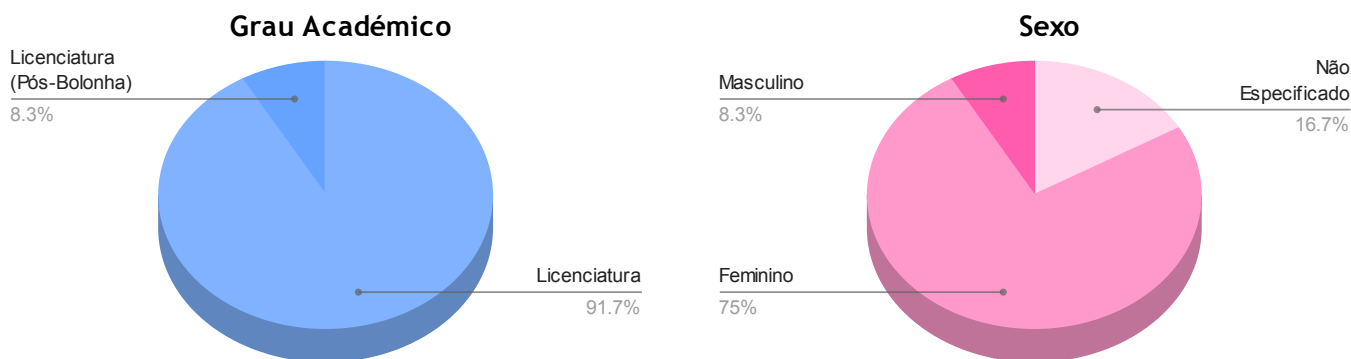 Grau Académico
Licenciatura
(Pós-Bolonha)
8.3%
Licenciatura
91.7%
Sexo
Masculino
8.3%
Não
Especificado
16.7%
Feminino
75%